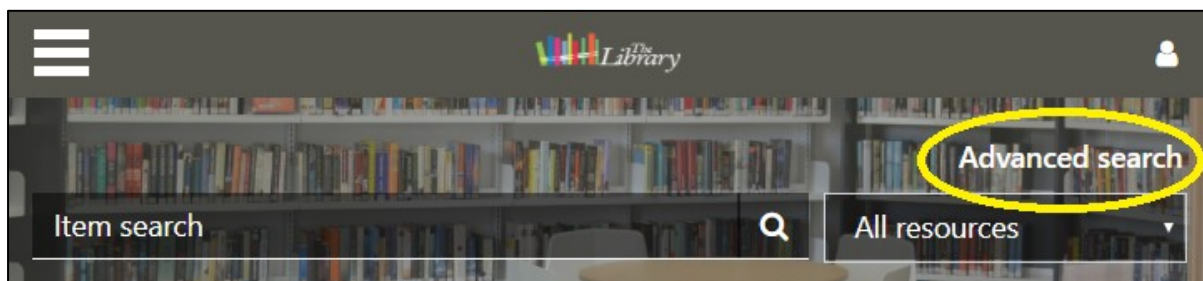 The
Library
Advanced search
Item search
All resources